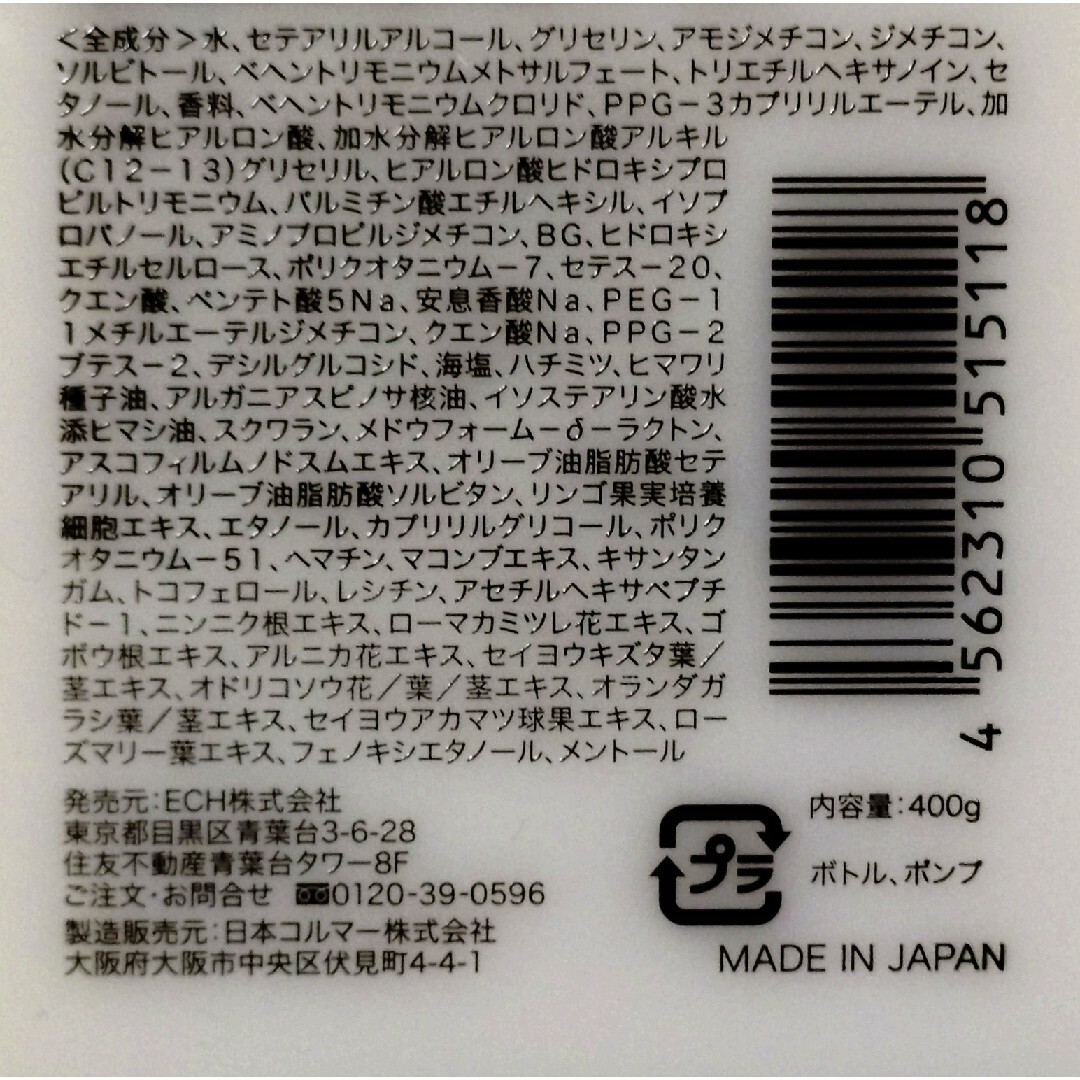 ＜全成分＞水、セテアリルアルコール、グリセリン、アモジメチコン、ジメチコン、
ソルビトール、ベヘントリモニウムメトサルフェート、トリエチルヘキサノイン、セ
タノール、香料、ベヘントリモニウムクロリド、PPG－3カプリリルエーテル、加
水分解ヒアルロン酸、加水分解ヒアルロン酸アルキル
(C12－13)グリセリル、ヒアルロン酸ヒドロキシプロ
ピルトリモニウム、パルミチン酸エチルヘキシル、イソプ
ロパノール、アミノプロピルジメチコン、BG、ヒドロキシ
エチルセルロース、ポリクオタニウム－7、セテス－20、
クエン酸、ペンテト酸5Na、安息香酸Na、PEG－1
1メチルエーテルジメチコン、クエン酸Na、PPG－2
ブテス－2、デシルグルコシド、海塩、ハチミツ、ヒマワリ
種子油、アルガニアスピノサ核油、イソステアリン酸水
添ヒマシ油、スクワラン、メドウフォーム－δ－ラクトン、
アスコフィルムノドスムエキス、オリーブ油脂肪酸セテ
アリル、オリーブ油脂肪酸ソルビタン、リンゴ果実培養
細胞エキス、エタノール、カプリリルグリコール、ポリク
オタニウム－51、ヘマチン、マコンブエキス、キサンタン
ガム、トコフェロール、レシチン、アセチルヘキサペプチ
ド－1、ニンニク根エキス、ローマカミツレ花エキス、ゴ
ボウ根エキス、アルニカ花エキス、セイヨウキズタ葉／
茎エキス、オドリコソウ花／葉／茎エキス、オランダガ
ラシ葉／茎エキス、セイヨウアカマツ球果エキス、ロー
ズマリー葉エキス、フェノキシエタノール、メントール
4562310515118
発売元：ECH株式会社
東京都目黒区青葉台3-6-28
住友不動産青葉台タワー8F
ご注文・お問合せ 0120-39-0596
製造販売元：日本コルマー株式会社
大阪府大阪市中央区伏見町4-4-1
内容量：400g
プラ
ボトル、ポンプ
MADE IN JAPAN